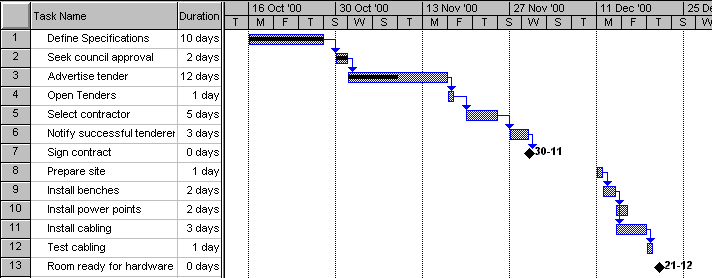 Task Name Duration 16 Oct '00 30 Oct '00 13 Nov '00 27 Nov '00 11 Dec '00 25 De
T M F T S W S T M F T S W S T M F T S
1 Define Specifications 10 days
2 Seek council approval 2 days
3 Advertise tender 12 days
4 Open Tenders 1 day
5 Select contractor 5 days
6 Notify successful tenderer 3 days
7 Sign contract 0 days 30-11
8 Prepare site 1 day
9 Install benches 2 days
10 Install power points 2 days
11 Install cabling 3 days
12 Test cabling 1 day
13 Room ready for hardware 0 days 21-12